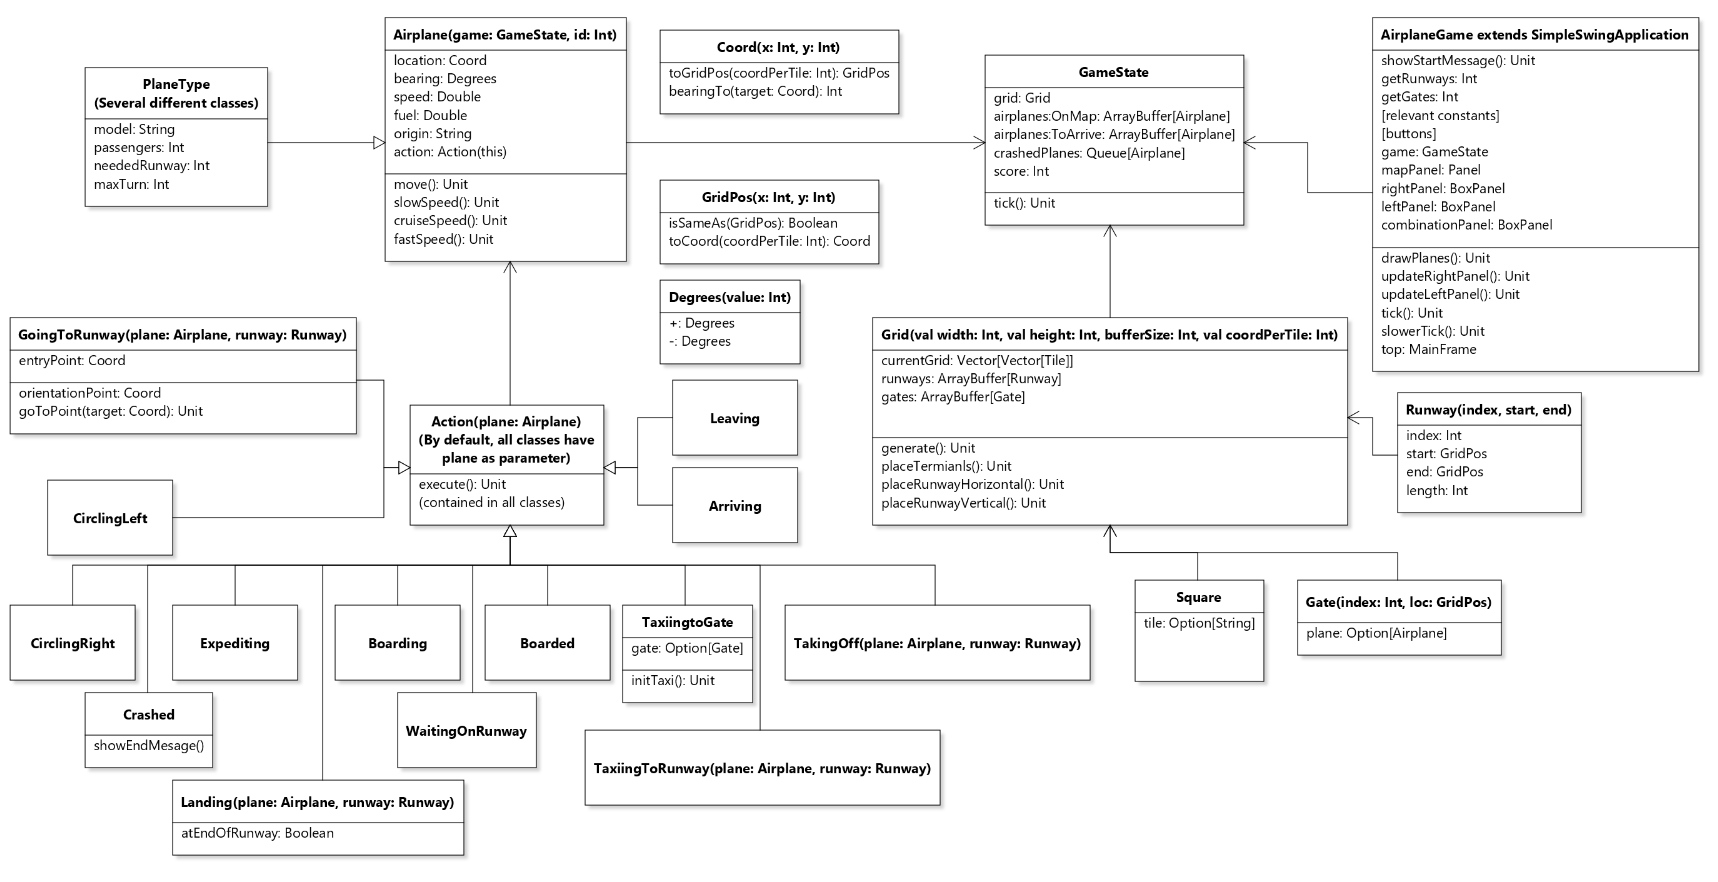 PlaneType
(Several different classes)
model: String
passengers: Int
neededRunway: Int
maxTurn: Int
Airplane(game: GameState, id: Int)
location: Coord
bearing: Degrees
speed: Double
fuel: Double
origin: String
action: Action(this)
move(): Unit
slowSpeed(): Unit
cruiseSpeed(): Unit
fastSpeed(): Unit
Coord(x: Int, y: Int)
toGridPos(coordPerTile: Int): GridPos
bearingTo(target: Coord): Int
GridPos(x: Int, y: Int)
isSameAs(GridPos): Boolean
toCoord(coordPerTile: Int): Coord
Degrees(value: Int)
+: Degrees
-: Degrees
GameState
grid: Grid
airplanes:OnMap: ArrayBuffer[Airplane]
airplanes:ToArrive: ArrayBuffer[Airplane]
crashedPlanes: Queue[Airplane]
score: Int
tick(): Unit
AirplaneGame extends SimpleSwingApplication
showStartMessage(): Unit
getRunways: Int
getGates: Int
[relevant constants]
[buttons]
game: GameState
mapPanel: Panel
rightPanel: BoxPanel
leftPanel: BoxPanel
combinationPanel: BoxPanel
drawPlanes(): Unit
updateRightPanel(): Unit
updateLeftPanel(): Unit
tick(): Unit
slowerTick(): Unit
top: MainFrame
GoingToRunway(plane: Airplane, runway: Runway)
entryPoint: Coord
orientationPoint: Coord
goToPoint(target: Coord): Unit
Action(plane: Airplane)
(By default, all classes have
plane as parameter)
execute(): Unit
(contained in all classes)
Leaving
Arriving
Grid(val width: Int, val height: Int, bufferSize: Int, val coordPerTile: Int)
currentGrid: Vector[Vector[Tile]]
runways: ArrayBuffer[Runway]
gates: ArrayBuffer[Gate]
generate(): Unit
placeTermianls(): Unit
placeRunwayHorizontal(): Unit
placeRunwayVertical(): Unit
Runway(index, start, end)
index: Int
start: GridPos
end: GridPos
length: Int
CirclingLeft
CirclingRight
Expediting
Boarding
Boarded
TaxiingtoGate
gate: Option[Gate]
initTaxi(): Unit
TakingOff(plane: Airplane, runway: Runway)
Square
tile: Option[String]
Gate(index: Int, loc: GridPos)
plane: Option[Airplane]
Crashed
showEndMesage()
WaitingOnRunway
TaxiingToRunway(plane: Airplane, runway: Runway)
Landing(plane: Airplane, runway: Runway)
atEndOfRunway: Boolean